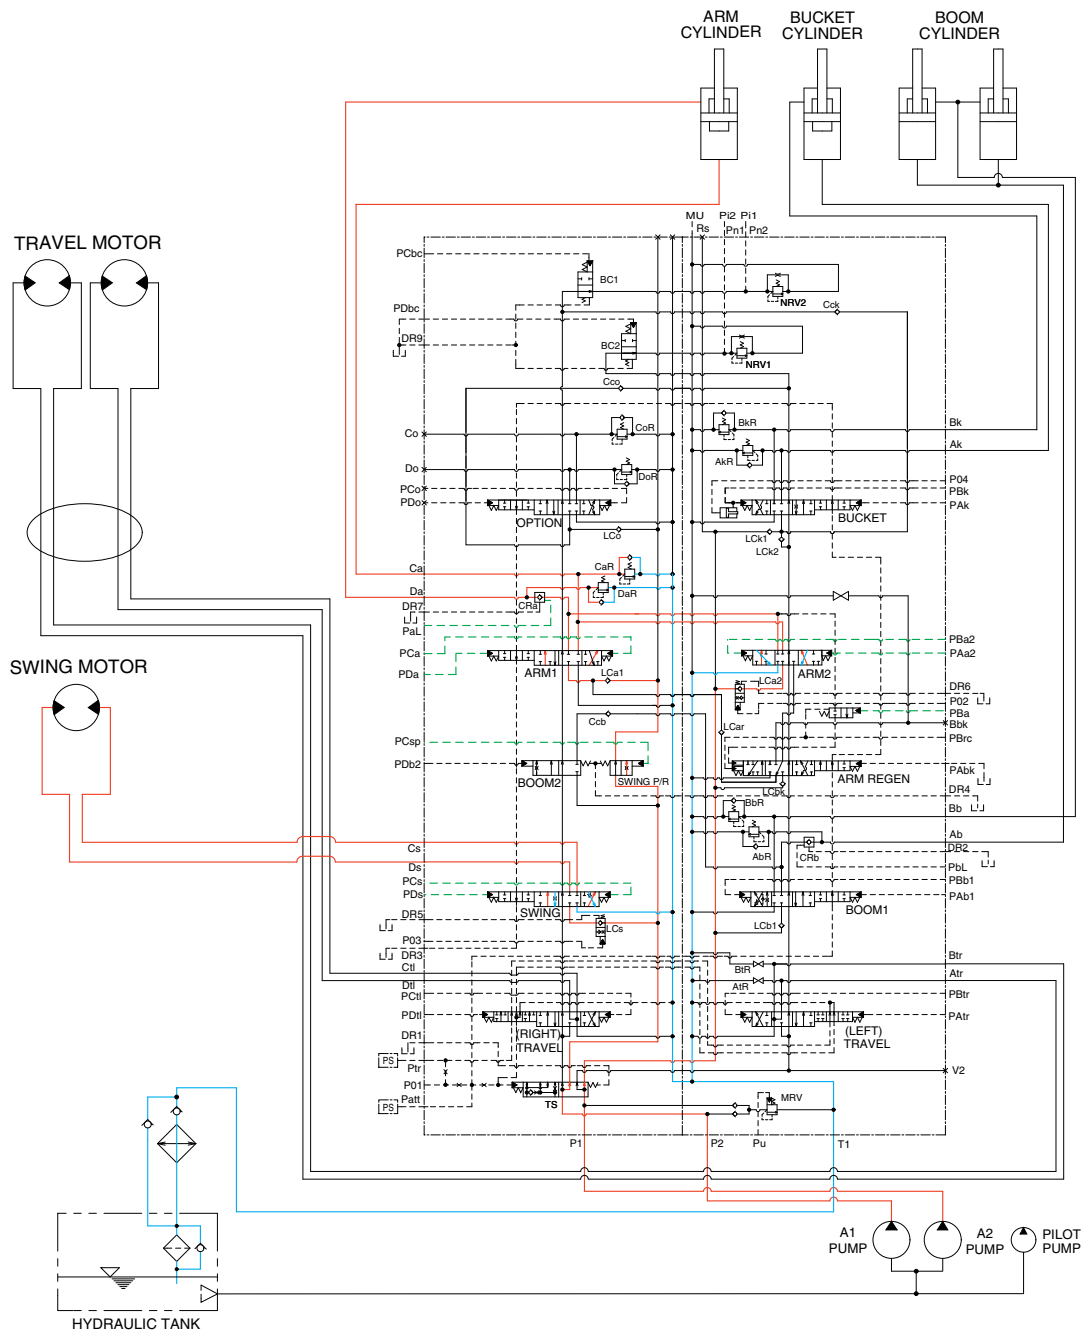 ARM
CYLINDER
BUCKET
CYLINDER
BOOM
CYLINDER
TRAVEL MOTOR
SWING MOTOR
MU
Rs
Pi2
Pn1
Pi1
Pn2
PCbc
BC1
NRV2
Cck
PDbc
DR9
BC2
NRV1
Cco
Co
CoR
BkR
Bk
AkR
Ak
Do
DoR
PCo
PDo
P04
PBk
PAk
OPTION
BUCKET
LCo
LCk1
LCk2
Ca
CaR
Da
DaR
CRa
DR7
PaL
PCa
PDa
PBa2
PAa2
ARM1
LCa1
LCa2
ARM2
DR6
P02
PBa
Bbk
PBrc
Ccb
LCar
PCsp
PDb2
BOOM2
SWING P/R
LCbk
ARM REGEN
PAbk
DR4
Bb
BbR
AbR
CRb
Ab
DR2
PbL
Cs
Ds
PCs
PDs
PBb1
PAb1
SWING
BOOM1
DR5
LCs
LCb1
P03
DR3
Ctl
Btr
BtR
Atr
AtR
Dtl
PCtl
PDtl
PBtr
PAtr
(RIGHT)
TRAVEL
(LEFT)
TRAVEL
DR1
PS
Ptr
P01
Patt
PS
TS
V2
MRV
P1
P2
Pu
T1
A1
PUMP
A2
PUMP
PILOT
PUMP
HYDRAULIC TANK